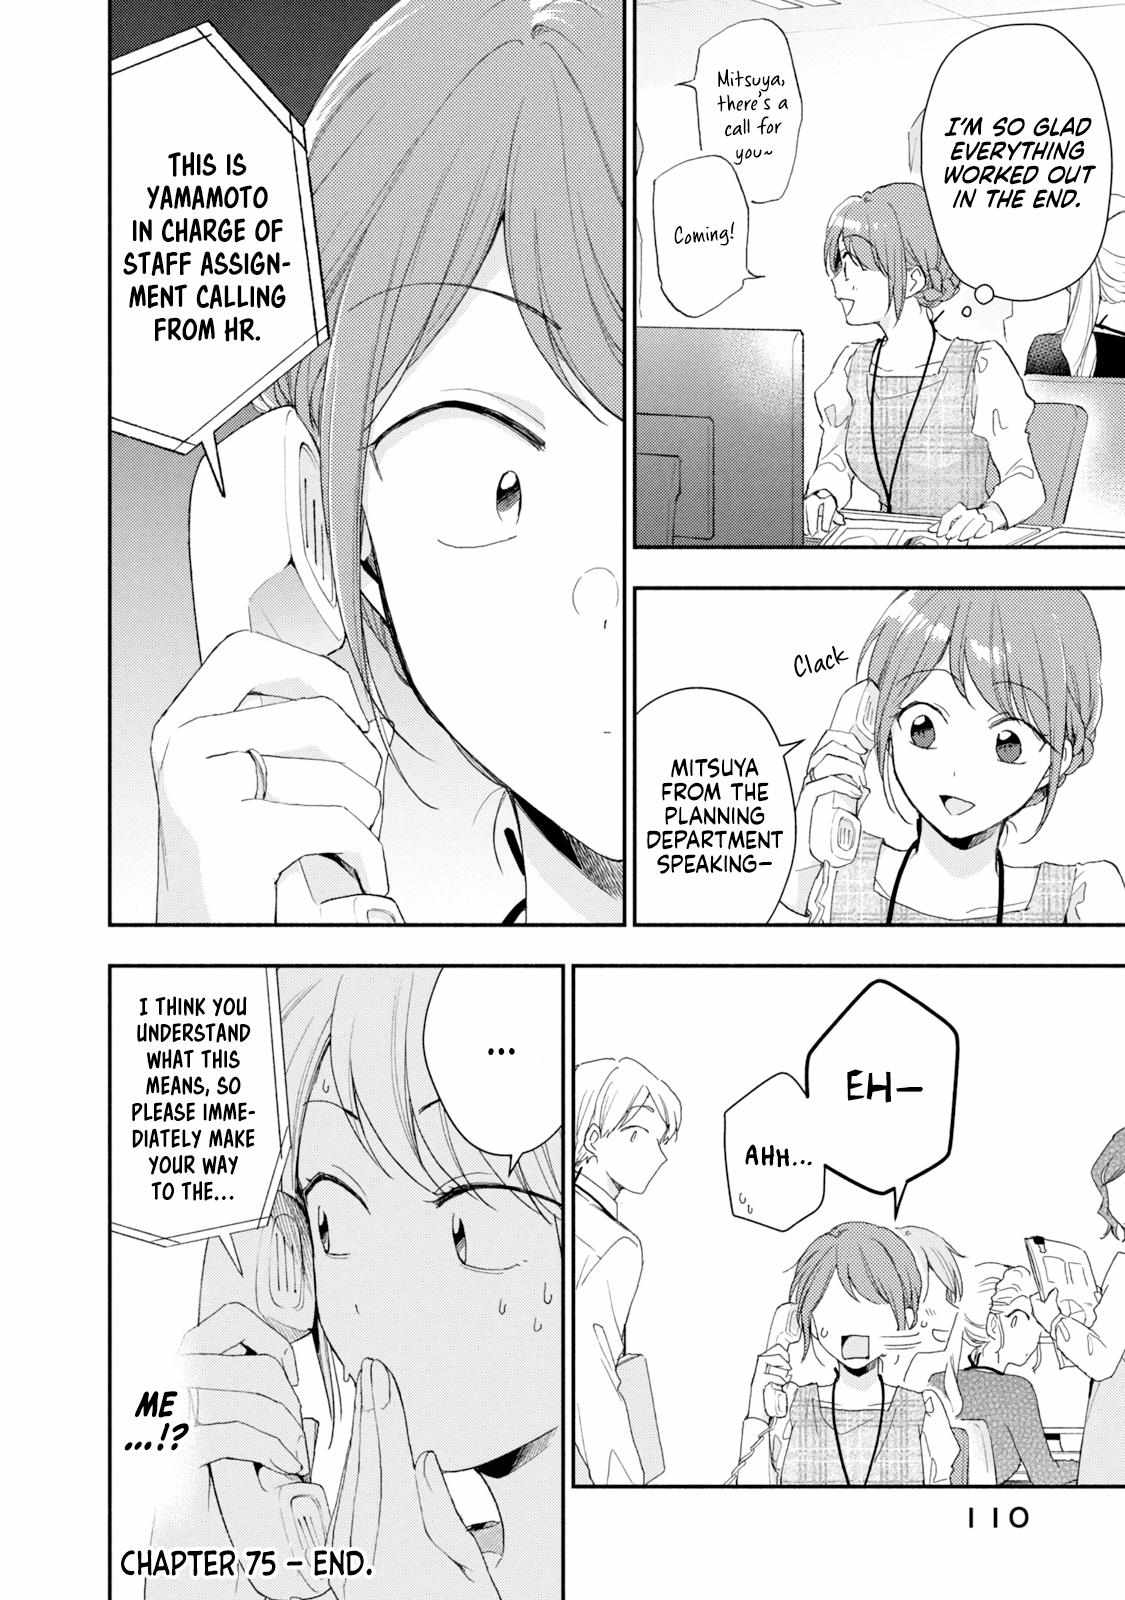 I'M SO GLAD
EVERYTHING
WORKED OUT
IN THE END.
Mitsuya,
there's a
call for
you~
Coming!
Clack
MITSUYA
FROM THE
PLANNING
DEPARTMENT
SPEAKING–
THIS IS
YAMAMOTO
IN CHARGE OF
STAFF ASSIGN-
MENT CALLING
FROM HR.
EH–
AHH...
...
I THINK YOU
UNDERSTAND
WHAT THIS
MEANS, SO
PLEASE IMME-
DIATELY MAKE
YOUR WAY
TO THE...
ME
...!?
110
CHAPTER 75 – END.